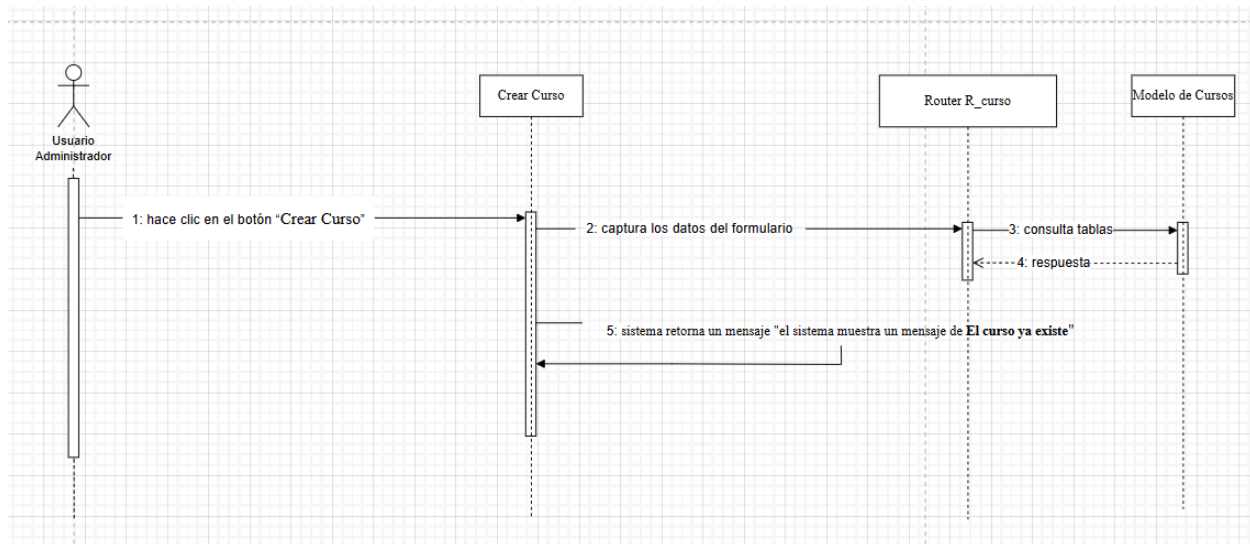 Usuario
Administrador
Crear Curso
Router R_curso
Modelo de Cursos
1: hace clic en el botón “Crear Curso”
2: captura los datos del formulario
3: consulta tablas
4: respuesta
5: sistema retorna un mensaje "el sistema muestra un mensaje de El curso ya existe"